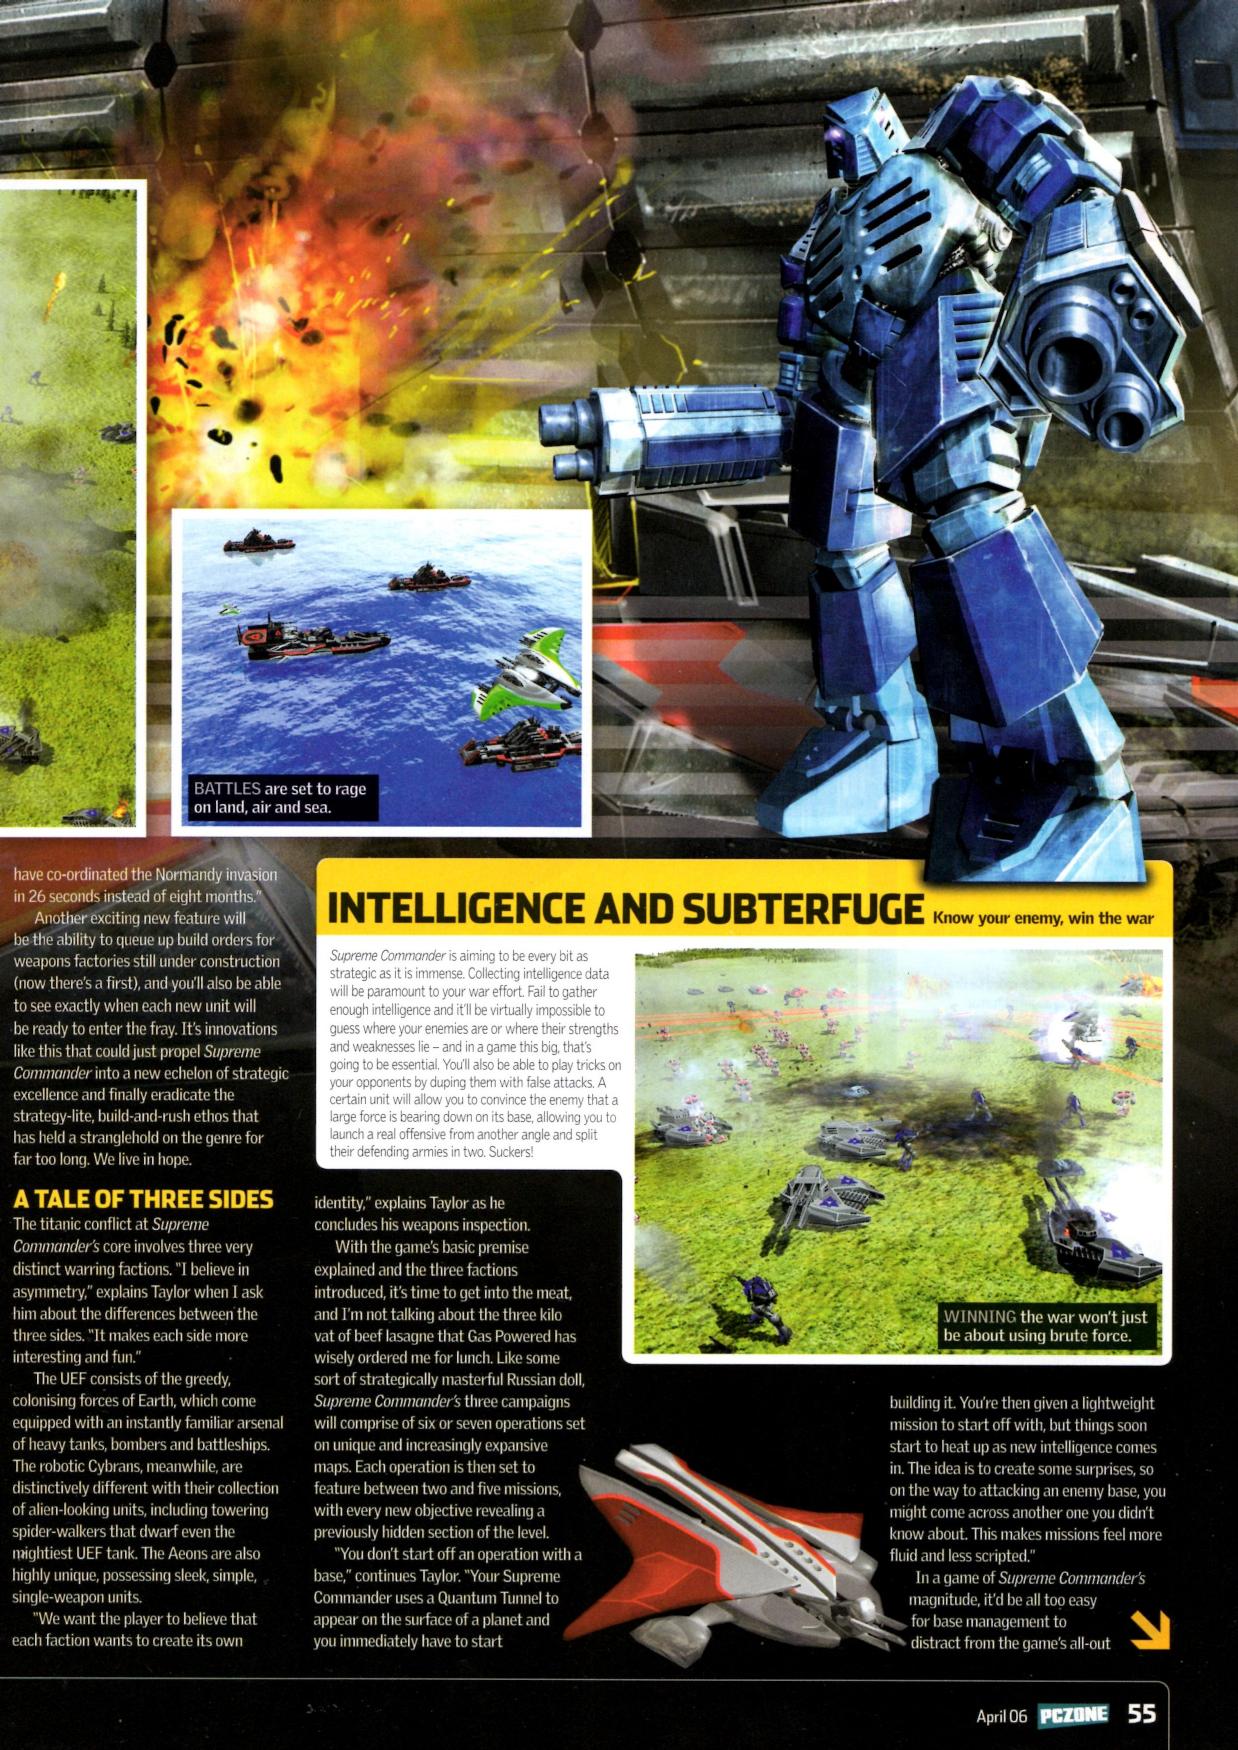 BATTLES are set to rage
on land, air and sea.
have co-ordinated the Normandy invasion
in 26 seconds instead of eight months."
Another exciting new feature will
be the ability to queue up build orders for
weapons factories still under construction
(now there's a first), and you'll also be able
to see exactly when each new unit will
be ready to enter the fray. It's innovations
like this that could just propel Supreme
Commander into a new echelon of strategic
excellence and finally eradicate the
strategy-lite, build-and-rush ethos that
has held a stranglehold on the genre for
far too long. We live in hope.
A TALE OF THREE SIDES
The titanic conflict at Supreme
Commander's core involves three very
distinct warring factions. "I believe in
asymmetry," explains Taylor when I ask
him about the differences between the
three sides. "It makes each side more
interesting and fun."
The UEF consists of the greedy,
colonising forces of Earth, which come
equipped with an instantly familiar arsenal
of heavy tanks, bombers and battleships.
The robotic Cybrans, meanwhile, are
distinctively different with their collection
of alien-looking units, including towering
spider-walkers that dwarf even the
mightiest UEF tank. The Aeons are also
highly unique, possessing sleek, simple,
single-weapon units.
"We want the player to believe that
each faction wants to create its own
INTELLIGENCE AND SUBTERFUGE Know your enemy, win the war
Supreme Commander is aiming to be every bit as
strategic as it is immense. Collecting intelligence data
will be paramount to your war effort. Fail to gather
enough intelligence and it'll be virtually impossible to
guess where your enemies are or where their strengths
and weaknesses lie – and in a game this big, that's
going to be essential. You'll also be able to play tricks on
your opponents by duping them with false attacks. A
certain unit will allow you to convince the enemy that a
large force is bearing down on its base, allowing you to
launch a real offensive from another angle and split
their defending armies in two. Suckers!
WINNING the war won't just
be about using brute force.
identity," explains Taylor as he
concludes his weapons inspection.
With the game's basic premise
explained and the three factions
introduced, it's time to get into the meat,
and I'm not talking about the three kilo
vat of beef lasagne that Gas Powered has
wisely ordered me for lunch. Like some
sort of strategically masterful Russian doll,
Supreme Commander's three campaigns
will comprise of six or seven operations set
on unique and increasingly expansive
maps. Each operation is then set to
feature between two and five missions,
with every new objective revealing a
previously hidden section of the level.
"You don't start off an operation with a
base," continues Taylor. "Your Supreme
Commander uses a Quantum Tunnel to
appear on the surface of a planet and
you immediately have to start
building it. You're then given a lightweight
mission to start off with, but things soon
start to heat up as new intelligence comes
in. The idea is to create some surprises, so
on the way to attacking an enemy base, you
might come across another one you didn't
know about. This makes missions feel more
fluid and less scripted."
In a game of Supreme Commander's
magnitude, it'd be all too easy
for base management to
distract from the game's all-out
April 06 PCZONE 55